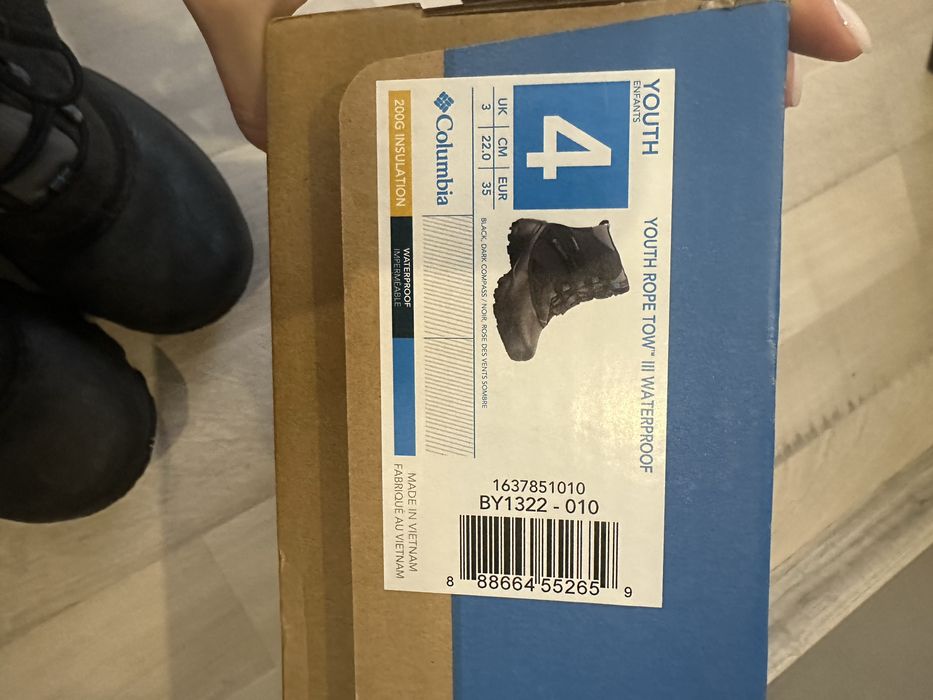 YOUTH
ENFANTS
4
UK CM EUR
3 22.0 35
Columbia
200G INSULATION
YOUTH ROPE TOW™ III WATERPROOF
BLACK, DARK COMPASS / NOIR, ROSE DES VENTS SOMBRE
WATERPROOF
IMPERMÉABLE
1637851010
BY1322 - 010
8 88664 55265 9
MADE IN VIETNAM
FABRIQUÉ AU VIETNAM